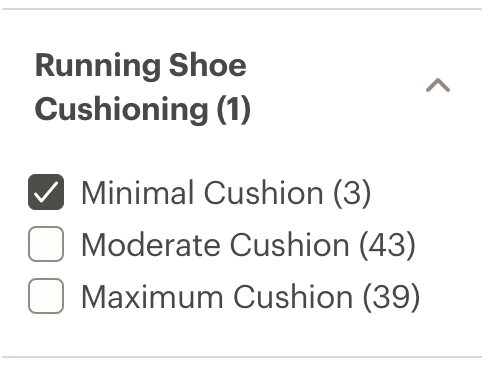 Running Shoe
Cushioning (1)
Minimal Cushion (3)
Moderate Cushion (43)
Maximum Cushion (39)